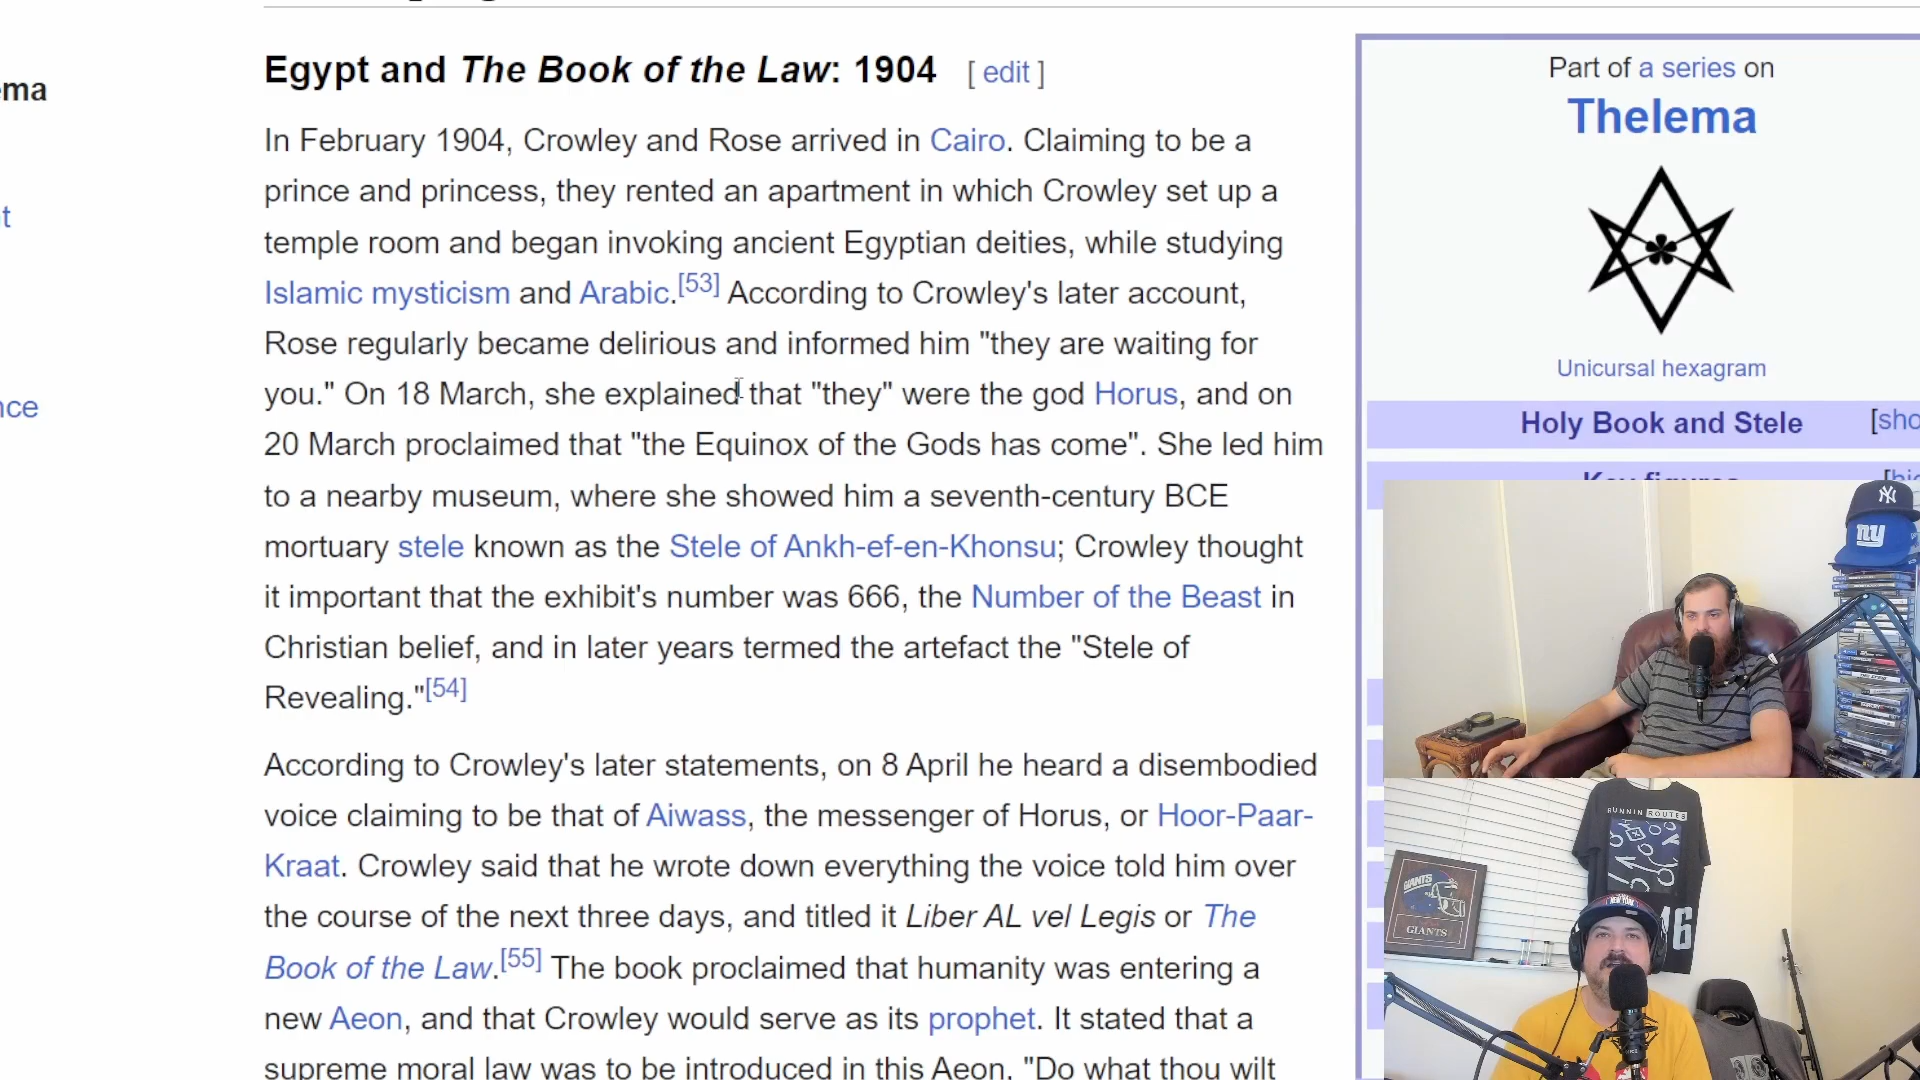 ma
t
nce
Egypt and The Book of the Law: 1904 [ edit ]
In February 1904, Crowley and Rose arrived in Cairo. Claiming to be a
prince and princess, they rented an apartment in which Crowley set up a
temple room and began invoking ancient Egyptian deities, while studying
Islamic mysticism and Arabic.[53] According to Crowley's later account,
Rose regularly became delirious and informed him "they are waiting for
you." On 18 March, she explained that "they" were the god Horus, and on
20 March proclaimed that "the Equinox of the Gods has come". She led him
to a nearby museum, where she showed him a seventh-century BCE
mortuary stele known as the Stele of Ankh-ef-en-Khonsu; Crowley thought
it important that the exhibit's number was 666, the Number of the Beast in
Christian belief, and in later years termed the artefact the "Stele of
Revealing."[54]
According to Crowley's later statements, on 8 April he heard a disembodied
voice claiming to be that of Aiwass, the messenger of Horus, or Hoor-Paar-
Kraat. Crowley said that he wrote down everything the voice told him over
the course of the next three days, and titled it Liber AL vel Legis or The
Book of the Law.[55] The book proclaimed that humanity was entering a
new Aeon, and that Crowley would serve as its prophet. It stated that a
supreme moral law was to be introduced in this Aeon, "Do what thou wilt
Part of a series on
Thelema
Unicursal hexagram
Holy Book and Stele [sho
Key figures
NY
ny
RUNNIN ROUTES
GIANTS
GIANTS
16
NEW YORK